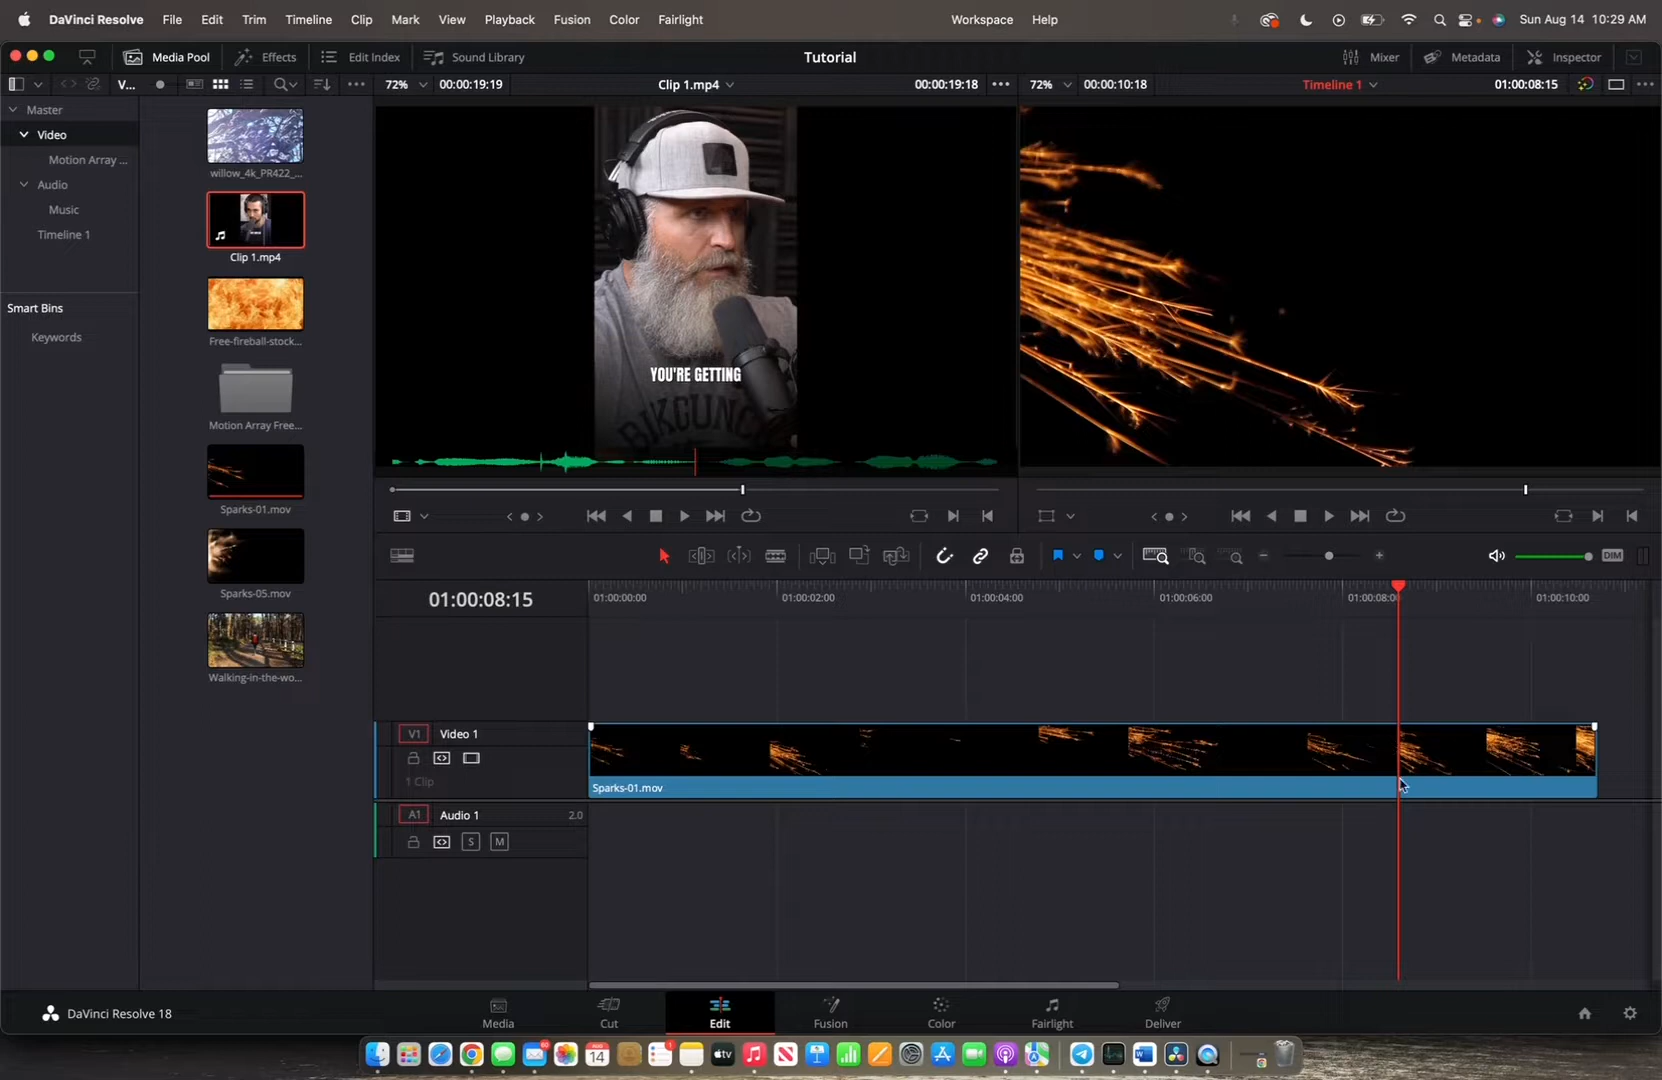 DaVinci Resolve File Edit Trim Timeline Clip Mark View Playback Fusion Color Fairlight Workspace Help Sun Aug 14 10:29 AM
Media Pool Effects Edit Index Sound Library Tutorial Mixer Metadata Inspector
V... 72% 00:00:19:19 Clip 1.mp4 00:00:19:18 72% 00:00:10:18 Timeline 1 01:00:08:15
Master
Video
Motion Array ...
Audio
Music
Timeline 1
Smart Bins
Keywords
willow_4k_PR422_...
Clip 1.mp4
Free-fireball-stock...
Motion Array Free...
Sparks-01.mov
Sparks-05.mov
Walking-in-the-wo...
YOU'RE GETTING
DIM
01:00:08:15
01:00:00:00 01:00:02:00 01:00:04:00 01:00:06:00 01:00:08:00 01:00:10:00
V1 Video 1
1 Clip
Sparks-01.mov
A1 Audio 1 2.0
S M
DaVinci Resolve 18
Media Cut Edit Fusion Color Fairlight Deliver
14
tv